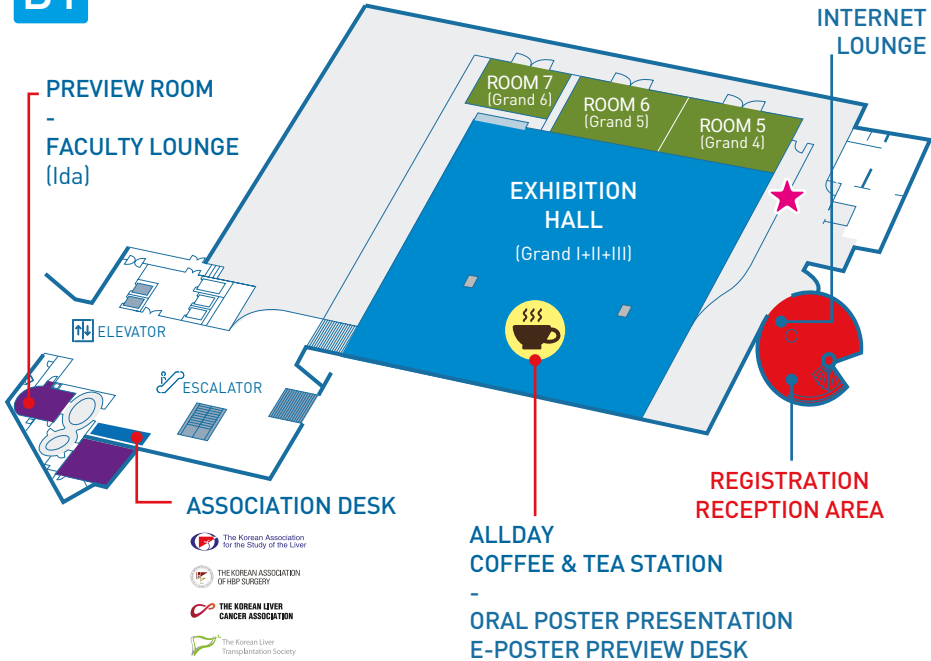 B1
INTERNET
LOUNGE
PREVIEW ROOM
-
FACULTY LOUNGE
(Ida)
ROOM 7
(Grand 6)
ROOM 6
(Grand 5)
ROOM 5
(Grand 4)
EXHIBITION
HALL
(Grand I+II+III)
ELEVATOR
ESCALATOR
REGISTRATION
RECEPTION AREA
ASSOCIATION DESK
The Korean Association
for the Study of the Liver
THE KOREAN ASSOCIATION
OF HBP SURGERY
THE KOREAN LIVER
CANCER ASSOCIATION
The Korean Liver
Transplantation Society
ALLDAY
COFFEE & TEA STATION
-
ORAL POSTER PRESENTATION
E-POSTER PREVIEW DESK